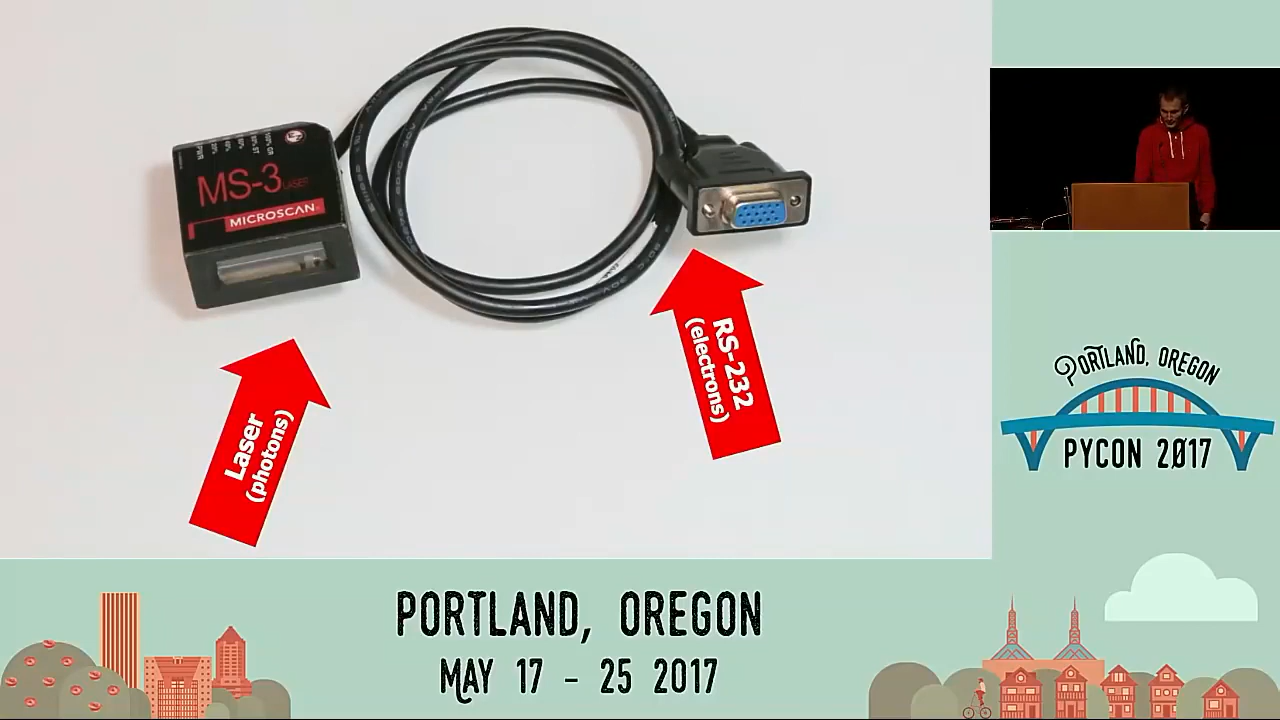 MS-3 LASER
MICROSCAN
Laser
(photons)
RS-232
(electrons)
PORTLAND, OREGON
PYCON 2017
PORTLAND, OREGON
MAY 17 - 25 2017